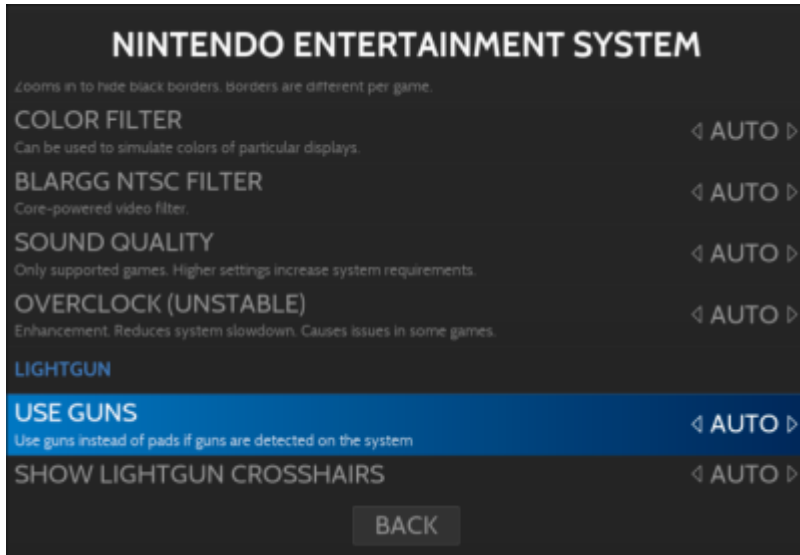 NINTENDO ENTERTAINMENT SYSTEM
Zooms in to hide black borders. Borders are different per game.
COLOR FILTER
AUTO
Can be used to simulate colors of particular displays.
BLARGG NTSC FILTER
AUTO
Core-powered video filter.
SOUND QUALITY
AUTO
Only supported games. Higher settings increase system requirements.
OVERCLOCK (UNSTABLE)
AUTO
Enhancement. Reduces system slowdown. Causes issues in some games.
LIGHTGUN
USE GUNS
AUTO
Use guns instead of pads if guns are detected on the system
SHOW LIGHTGUN CROSSHAIRS
AUTO
BACK